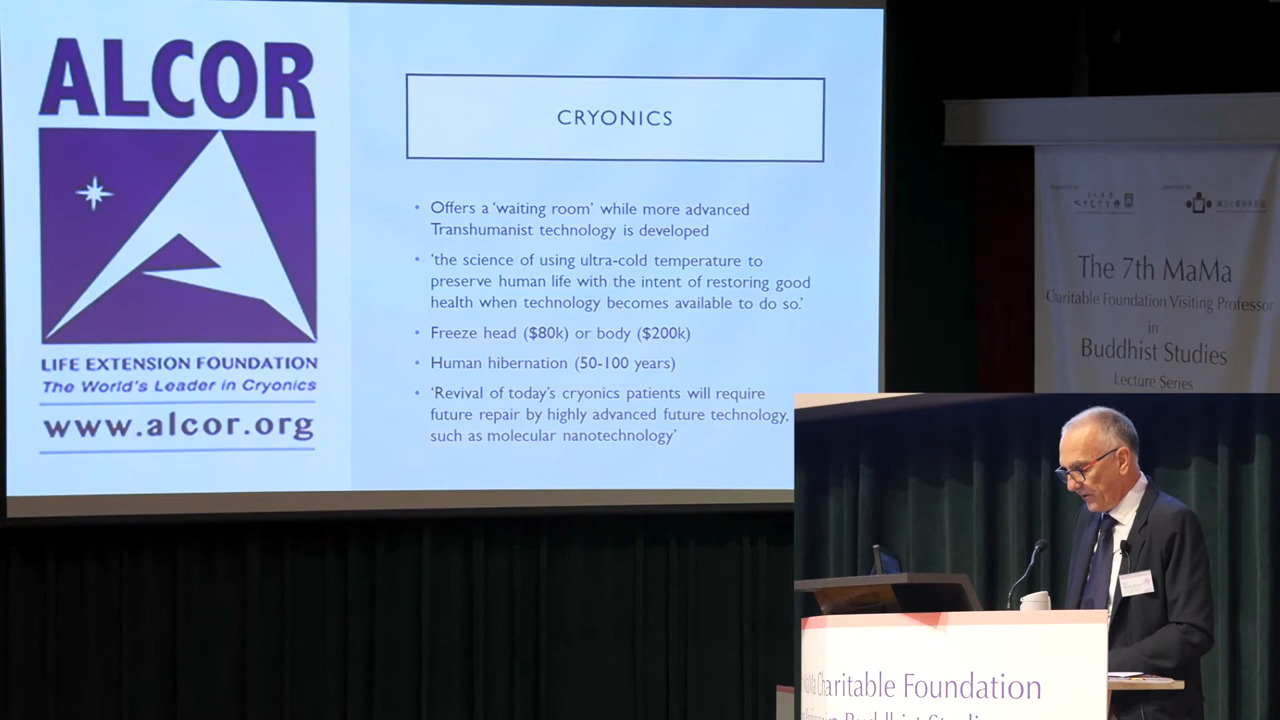 ALCOR
LIFE EXTENSION FOUNDATION
The World's Leader in Cryonics
www.alcor.org
CRYONICS
• Offers a 'waiting room' while more advanced
Transhumanist technology is developed
• 'the science of using ultra-cold temperature to
preserve human life with the intent of restoring good
health when technology becomes available to do so.'
• Freeze head ($80k) or body ($200k)
• Human hibernation (50-100 years)
• 'Revival of today's cryonics patients will require
future repair by highly advanced future technology,
such as molecular nanotechnology'
The 7th MaMa
Charitable Foundation Visiting Professor
in
Buddhist Studies
Lecture Series
Charitable Foundation
Buddhist Studi